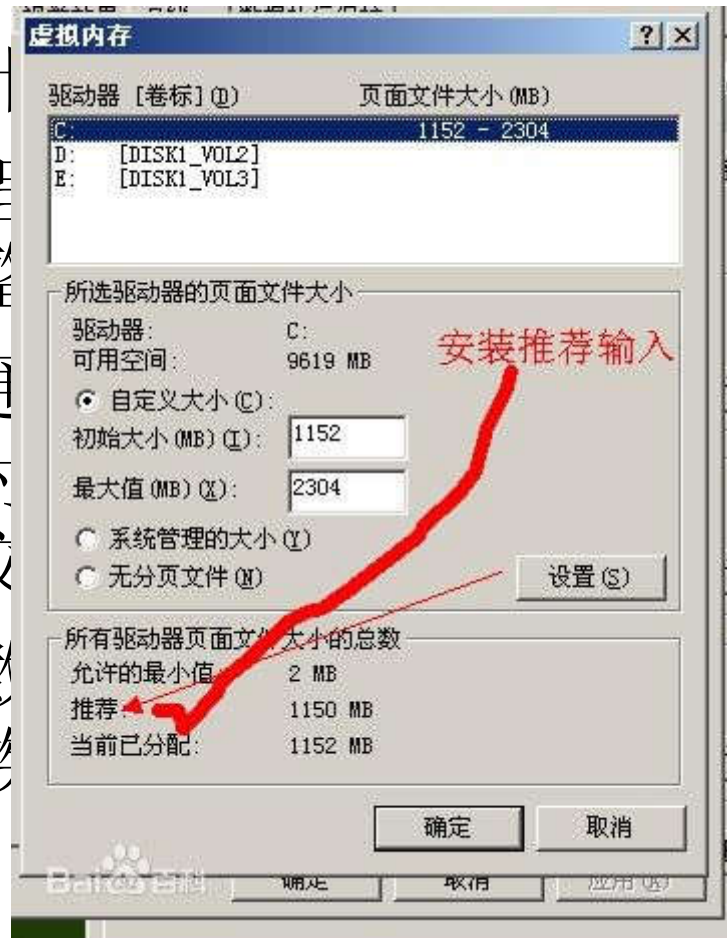 虚拟内存
驱动器 [卷标](D) 页面文件大小(MB)
C: 1152 - 2304
D: [DISK1_VOL2]
E: [DISK1_VOL3]
所选驱动器的页面文件大小
驱动器: C:
可用空间: 9619 MB
安装推荐输入
自定义大小(C):
初始大小(MB)(I): 1152
最大值(MB)(X): 2304
系统管理的大小(Y)
无分页文件(N)
设置(S)
所有驱动器页面文件大小的总数
允许的最小值: 2 MB
推荐: 1150 MB
当前已分配: 1152 MB
确定 取消
Bai 百科
确定 取消 应用(A)